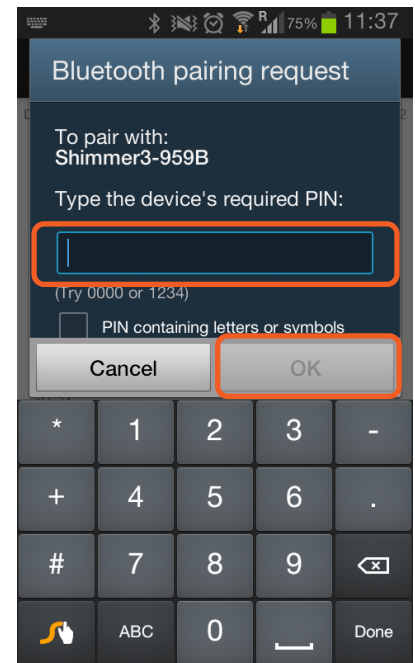 R 75% 11:37
Bluetooth pairing request
To pair with:
Shimmer3-959B
Type the device's required PIN:
(Try 0000 or 1234)
PIN containing letters or symbols
Cancel OK
* 1 2 3 -
+ 4 5 6 .
# 7 8 9
ABC 0 Done